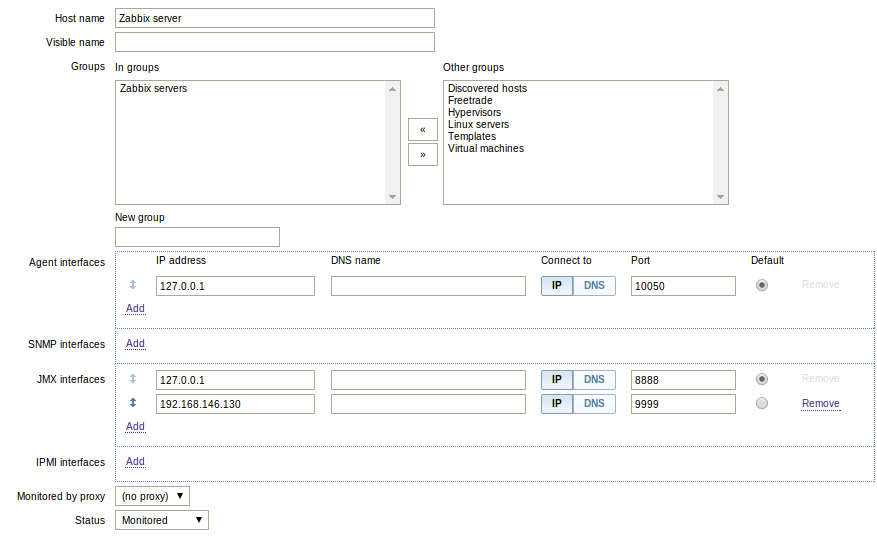 Host name Zabbix server
Visible name
Groups In groups Other groups
Zabbix servers
Discovered hosts
Freetrade
Hypervisors
Linux servers
Templates
Virtual machines
«
»
New group
Agent interfaces IP address DNS name Connect to Port Default
127.0.0.1 IP DNS 10050 Remove
Add
SNMP interfaces Add
JMX interfaces 127.0.0.1 IP DNS 8888 Remove
192.168.146.130 IP DNS 9999 Remove
Add
IPMI interfaces Add
Monitored by proxy (no proxy)
Status Monitored